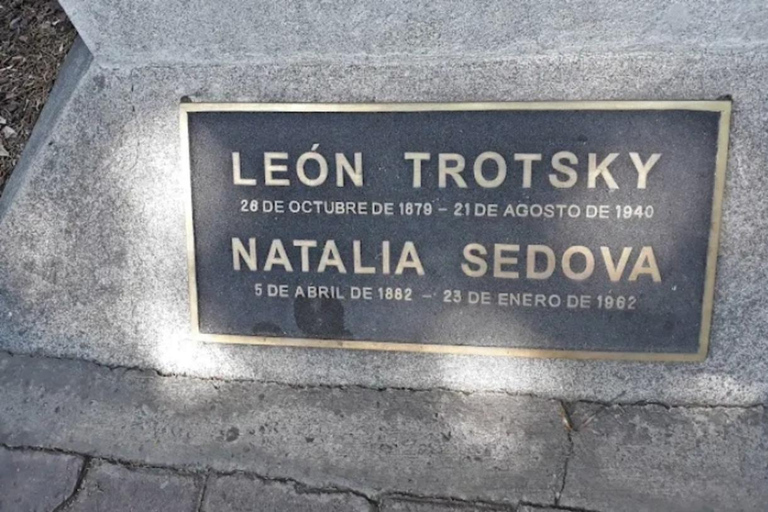 LEÓN TROTSKY
26 DE OCTUBRE DE 1879 - 21 DE AGOSTO DE 1940
NATALIA SEDOVA
5 DE ABRIL DE 1882 - 23 DE ENERO DE 1962